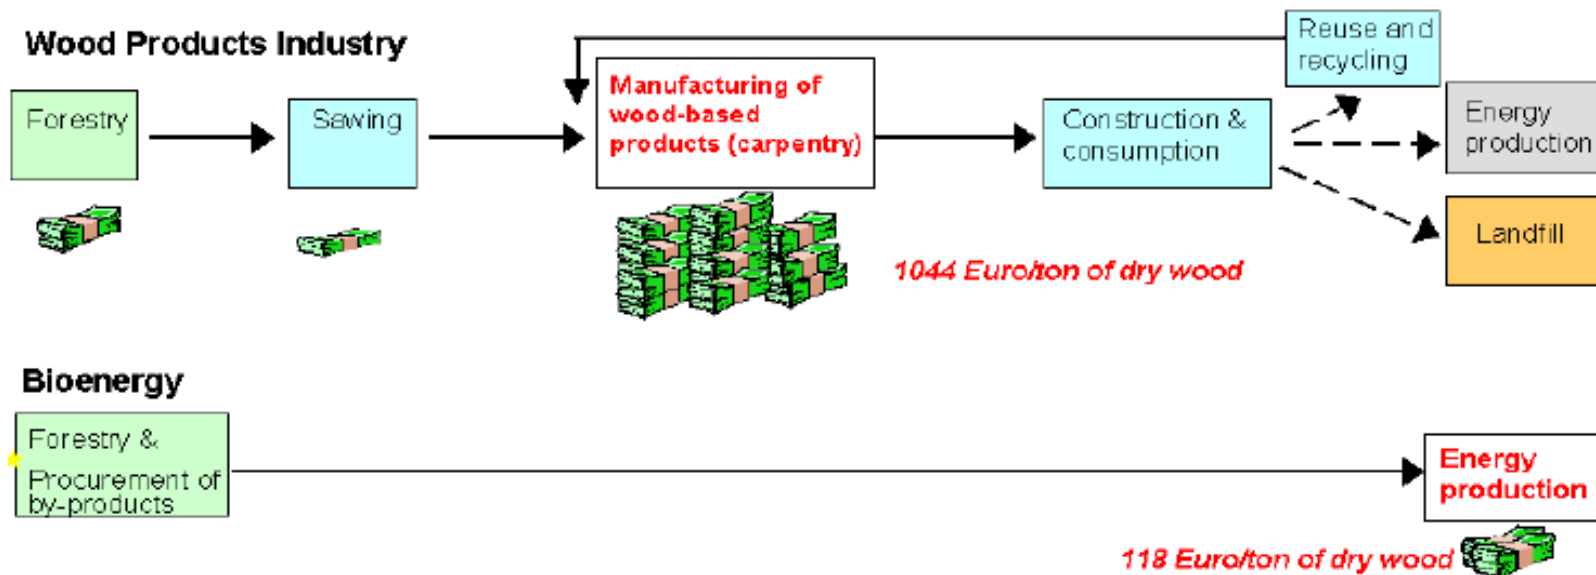 Wood Products Industry
Forestry
Sawing
Manufacturing of
wood-based
products (carpentry)
Construction &
consumption
Reuse and
recycling
Energy
production
Landfill
1044 Euro/ton of dry wood
Bioenergy
Forestry &
Procurement of
by-products
Energy
production
118 Euro/ton of dry wood